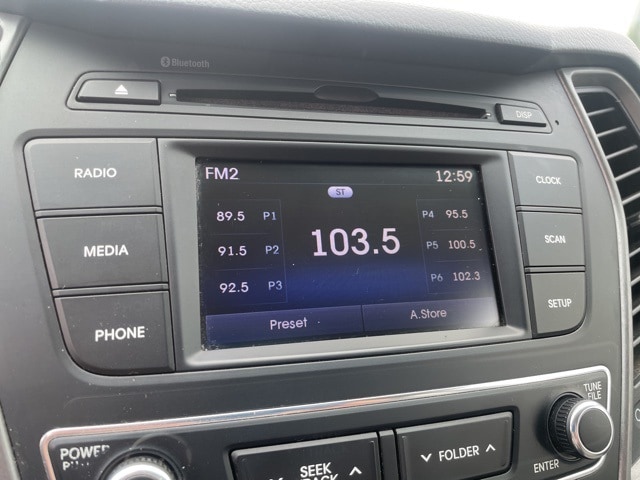 Bluetooth
DISP
RADIO
MEDIA
PHONE
FM2 12:59
ST
89.5 P1
91.5 P2
92.5 P3
103.5
P4 95.5
P5 100.5
P6 102.3
Preset A.Store
CLOCK
SCAN
SETUP
POWER
SEEK
FOLDER
TUNE
FILE
ENTER